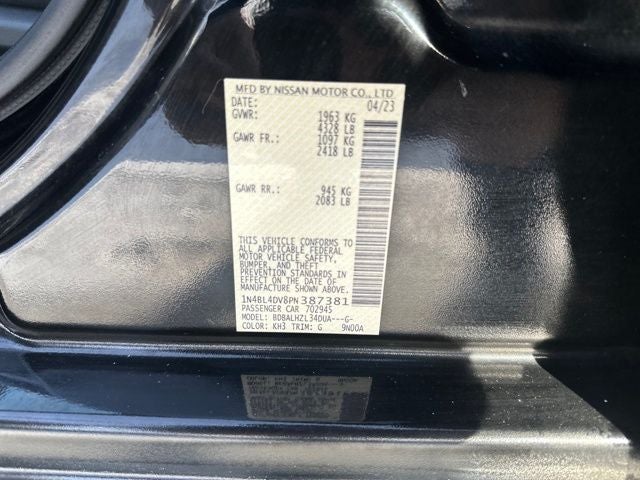 MFD BY NISSAN MOTOR CO., LTD
DATE: 04/23
GVWR: 1963 KG
4328 LB
GAWR FR: 1097 KG
2418 LB
GAWR RR: 945 KG
2083 LB
THIS VEHICLE CONFORMS TO
ALL APPLICABLE FEDERAL
MOTOR VEHICLE SAFETY,
BUMPER, AND THEFT
PREVENTION STANDARDS
IN EFFECT ON THE DATE OF
MANUFACTURE SHOWN ABOVE
1N4BL4DV8PN387381
PASSENGER CAR 702945
MODEL: BDBALHZL34DUA---G-
COLOR: KH3 TRIM: G 9N00A